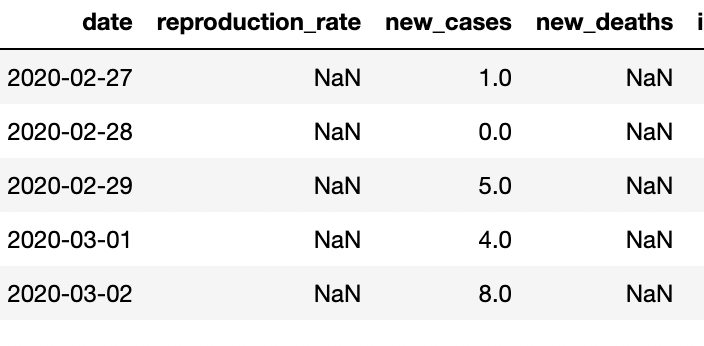 date reproduction_rate new_cases new_deaths i
2020-02-27 NaN 1.0 NaN
2020-02-28 NaN 0.0 NaN
2020-02-29 NaN 5.0 NaN
2020-03-01 NaN 4.0 NaN
2020-03-02 NaN 8.0 NaN